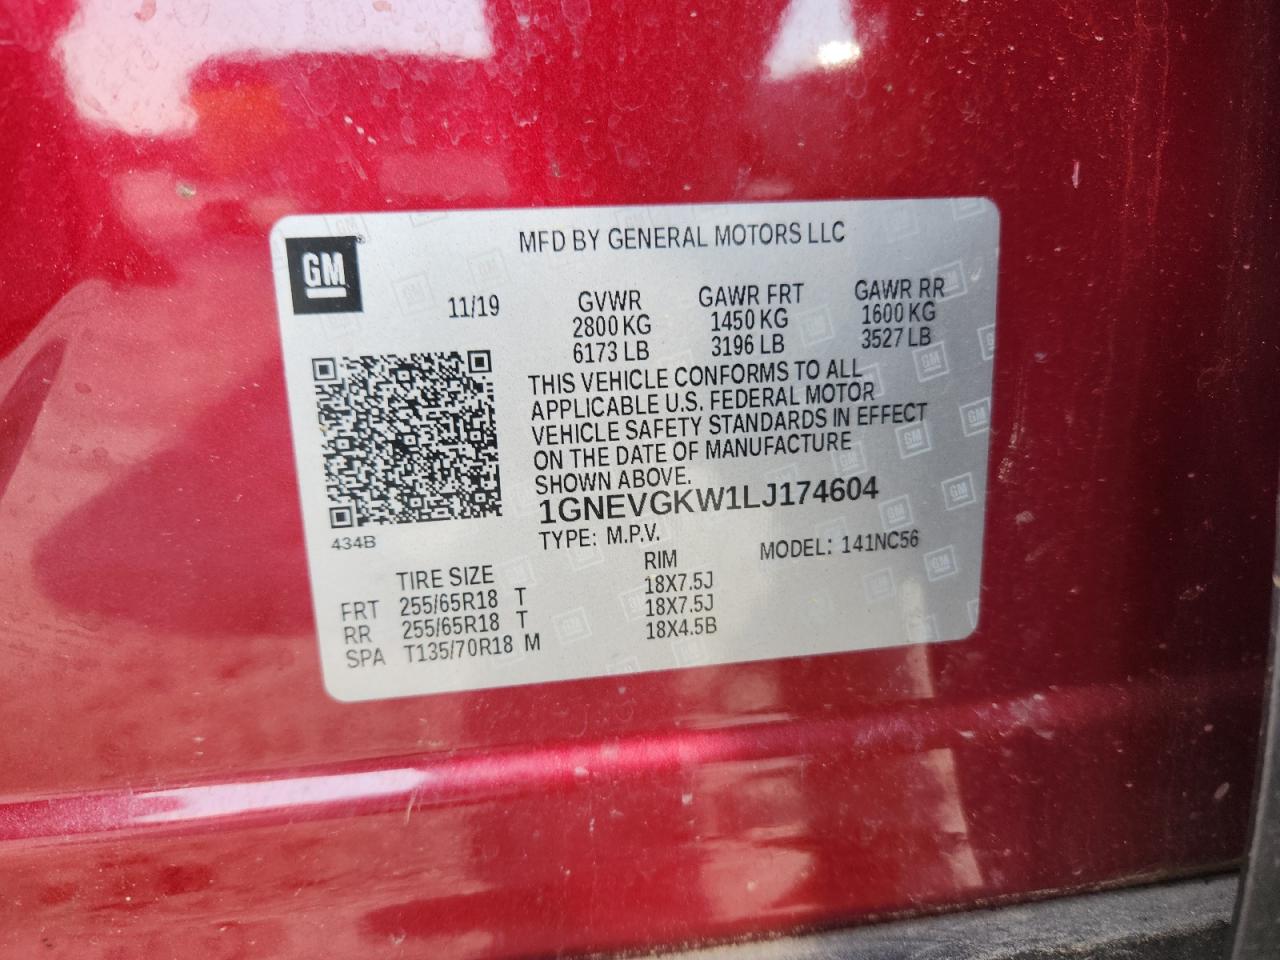 GM
MFD BY GENERAL MOTORS LLC
11/19
GVWR GAWR FRT GAWR RR
2800 KG 1450 KG 1600 KG
6173 LB 3196 LB 3527 LB
THIS VEHICLE CONFORMS TO ALL
APPLICABLE U.S. FEDERAL MOTOR
VEHICLE SAFETY STANDARDS IN EFFECT
ON THE DATE OF MANUFACTURE
SHOWN ABOVE.
1GNEVGKW1LJ174604
434B
TYPE: M.P.V. MODEL: 141NC56
TIRE SIZE RIM
FRT 255/65R18 T 18X7.5J
RR 255/65R18 T 18X7.5J
SPA T135/70R18 M 18X4.5B